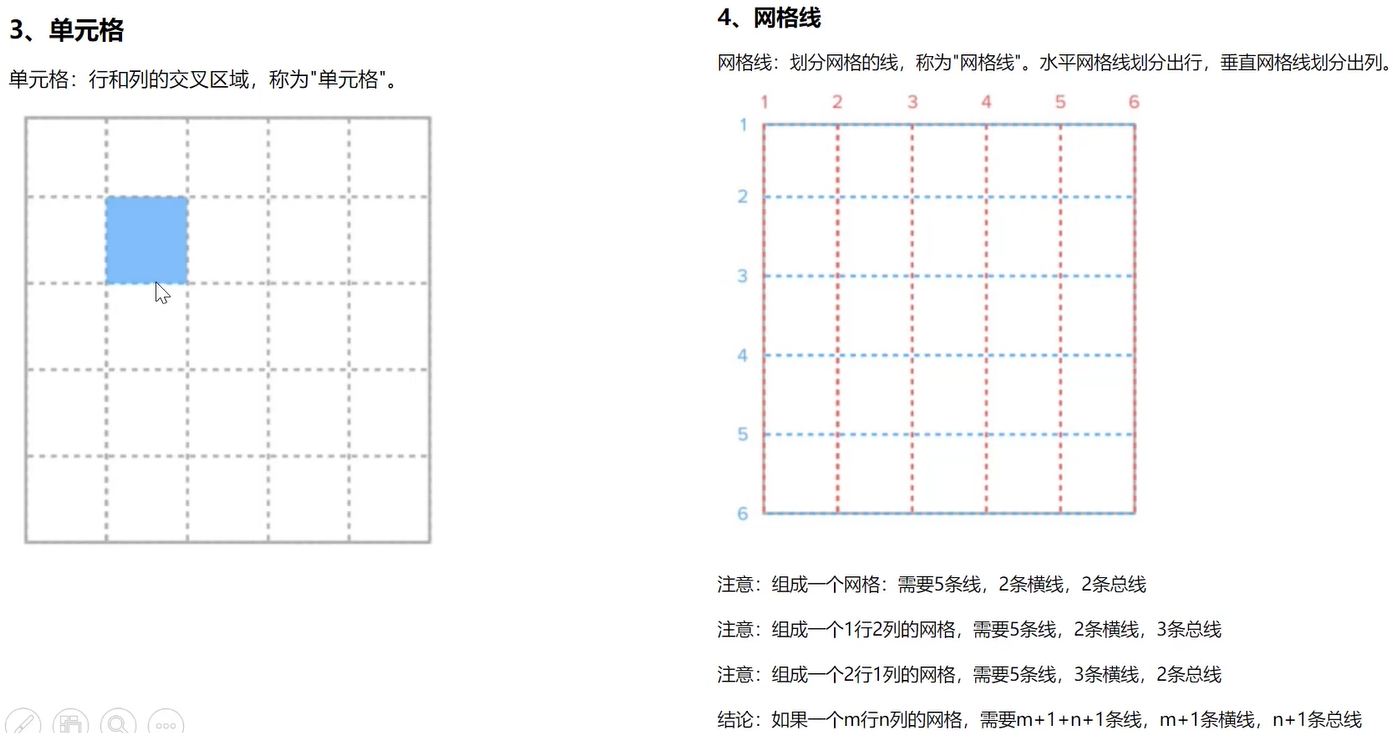 3、单元格
单元格：行和列的交叉区域，称为"单元格"。
4、网格线
网格线：划分网格的线，称为"网格线"。水平网格线划分出行，垂直网格线划分出列。
1 2 3 4 5 6
1
2
3
4
5
6
注意：组成一个网格：需要5条线，2条横线，2条总线
注意：组成一个1行2列的网格，需要5条线，2条横线，3条总线
注意：组成一个2行1列的网格，需要5条线，3条横线，2条总线
结论：如果一个m行n列的网格，需要m+1+n+1条线，m+1条横线，n+1条总线